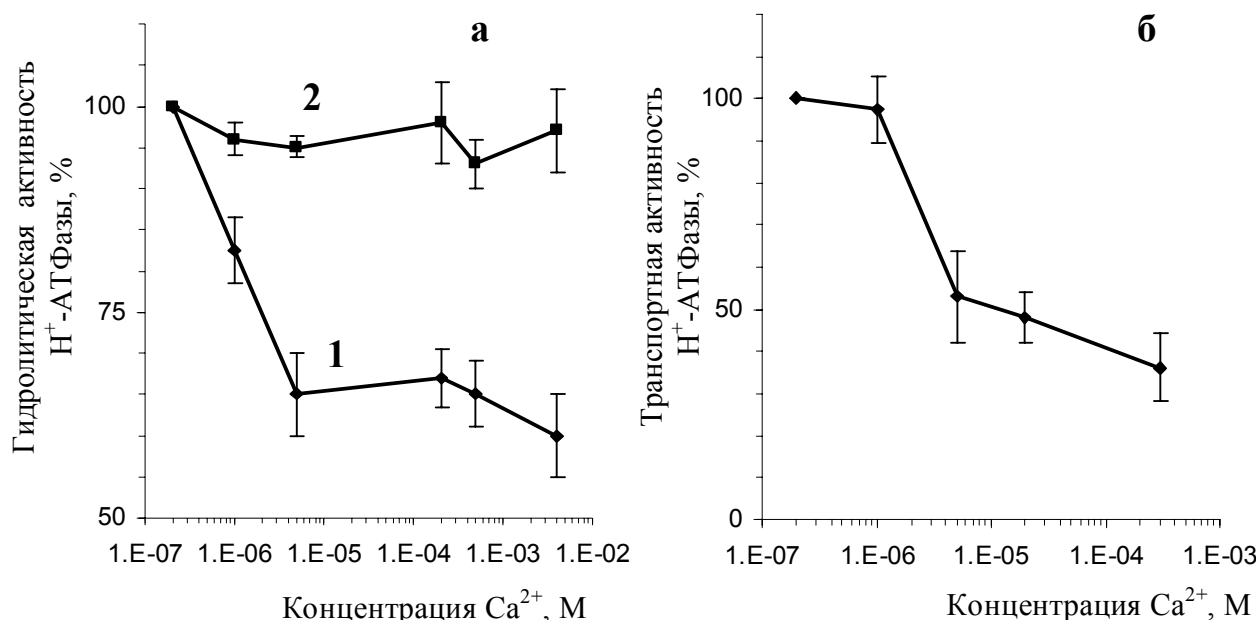 а
2
1
Гидролитическая активность
Н⁺-АТФазы, %
100
75
50
1.E-07 1.E-06 1.E-05 1.E-04 1.E-03 1.E-02
Концентрация Ca²⁺, М
б
Транспортная активность
Н⁺-АТФазы, %
100
50
0
1.E-07 1.E-06 1.E-05 1.E-04 1.E-03
Концентрация Ca²⁺, М